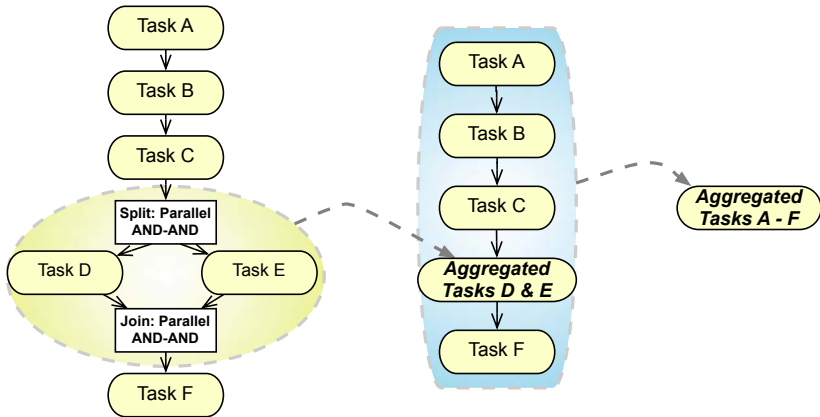 Task A
Task B
Task C
Split: Parallel
AND-AND
Task D
Task E
Join: Parallel
AND-AND
Task F
Task A
Task B
Task C
Aggregated
Tasks D & E
Task F
Aggregated
Tasks A - F